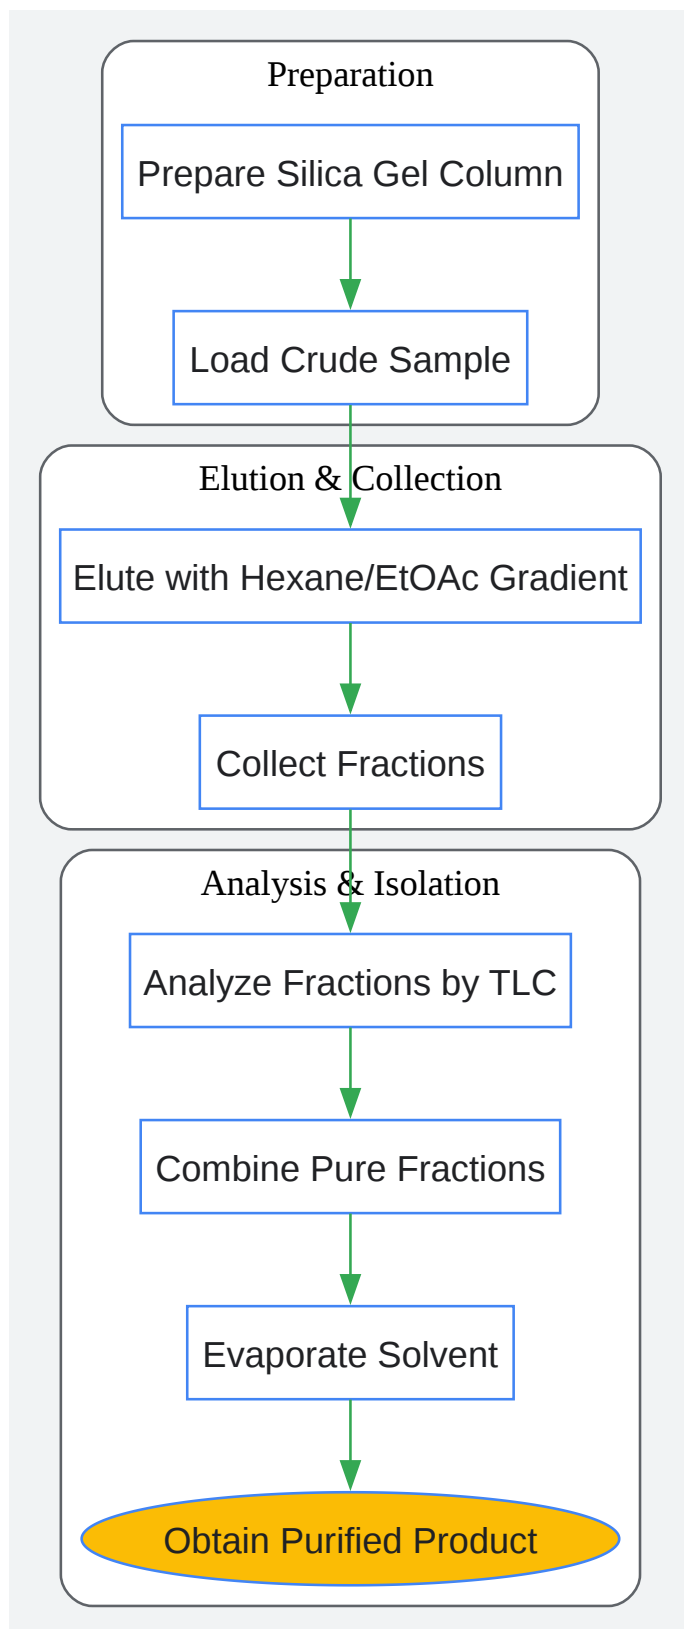 Preparation
Prepare Silica Gel Column
Load Crude Sample
Elution & Collection
Elute with Hexane/EtOAc Gradient
Collect Fractions
Analysis & Isolation
Analyze Fractions by TLC
Combine Pure Fractions
Evaporate Solvent
Obtain Purified Product